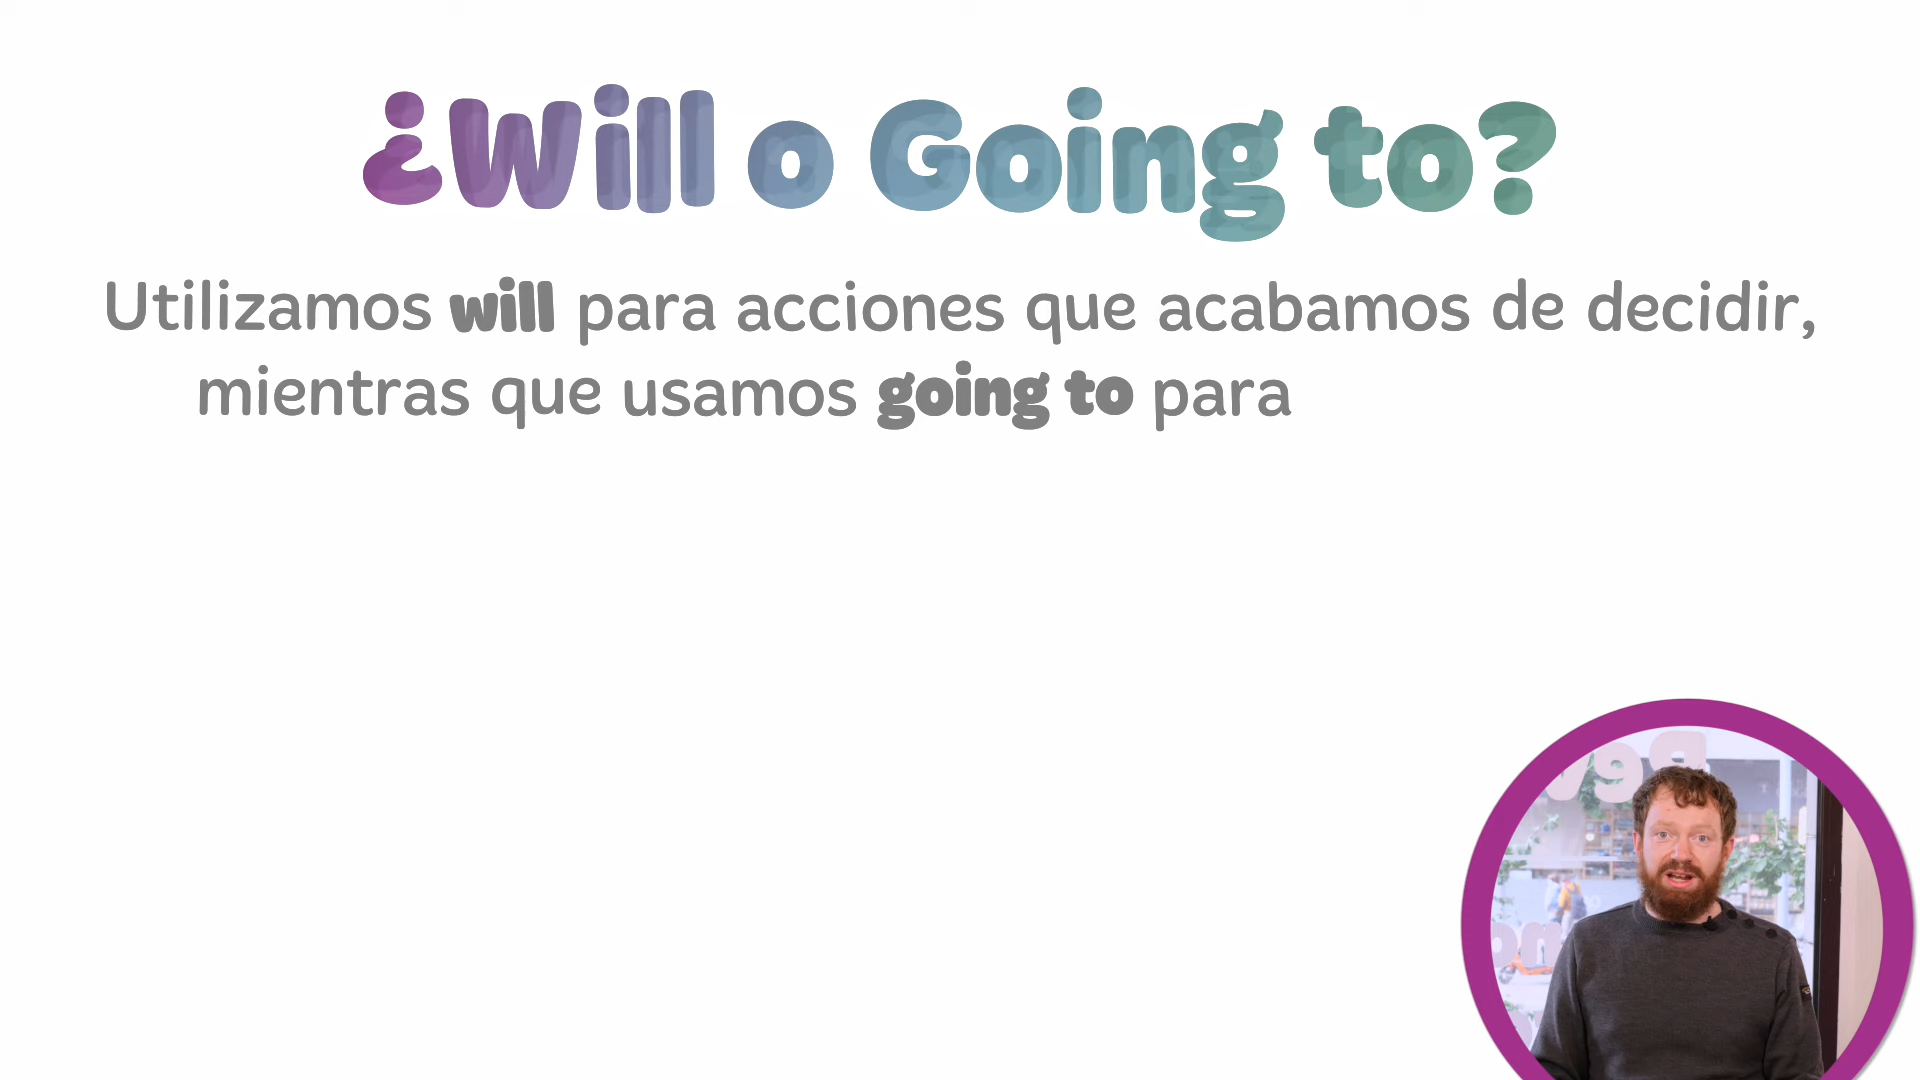 ¿Will o Going to?
Utilizamos will para acciones que acabamos de decidir,
mientras que usamos going to para